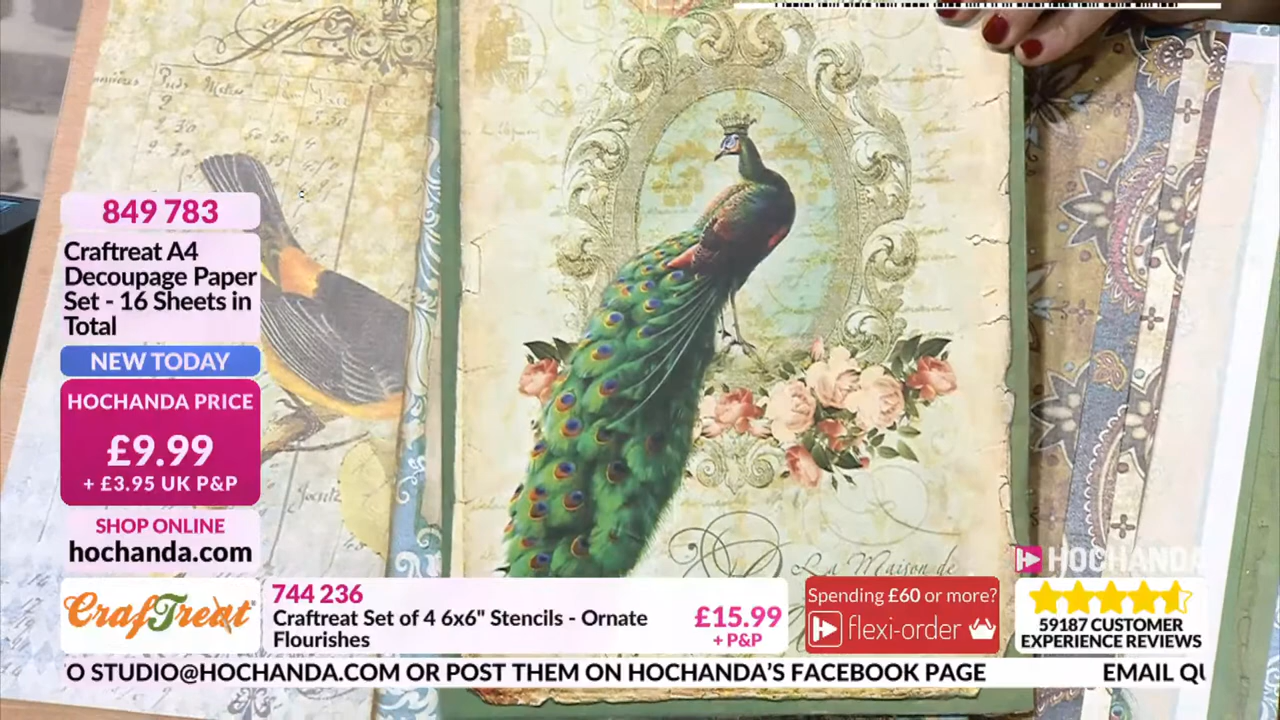 849 783
Craftreat A4
Decoupage Paper
Set - 16 Sheets in
Total
NEW TODAY
HOCHANDA PRICE
£9.99
+ £3.95 UK P&P
SHOP ONLINE
hochanda.com
La Maison de
HOCHANDA
CrafTreat
744 236
Craftreat Set of 4 6x6" Stencils - Ornate
Flourishes
£15.99
+ P&P
Spending £60 or more?
flexi-order
59187 CUSTOMER
EXPERIENCE REVIEWS
O STUDIO@HOCHANDA.COM OR POST THEM ON HOCHANDA'S FACEBOOK PAGE
EMAIL